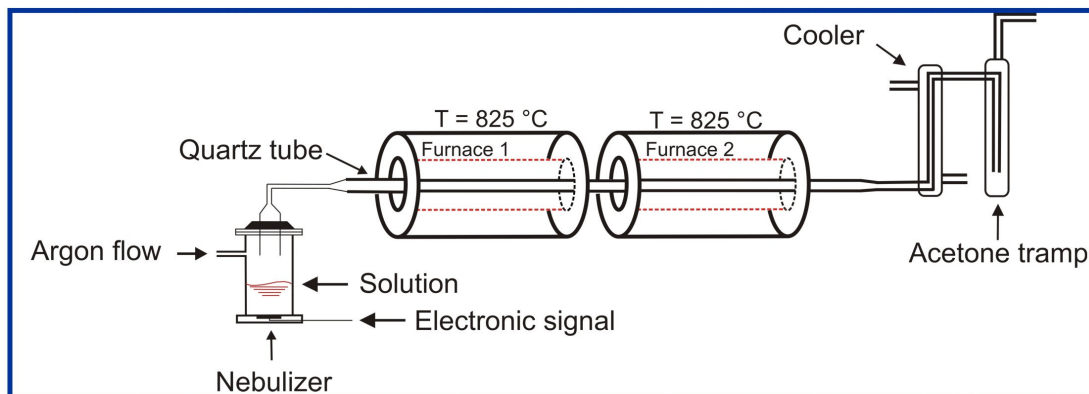 Cooler
T = 825 °C
T = 825 °C
Quartz tube
Furnace 1
Furnace 2
Argon flow
Solution
Acetone tramp
Electronic signal
Nebulizer